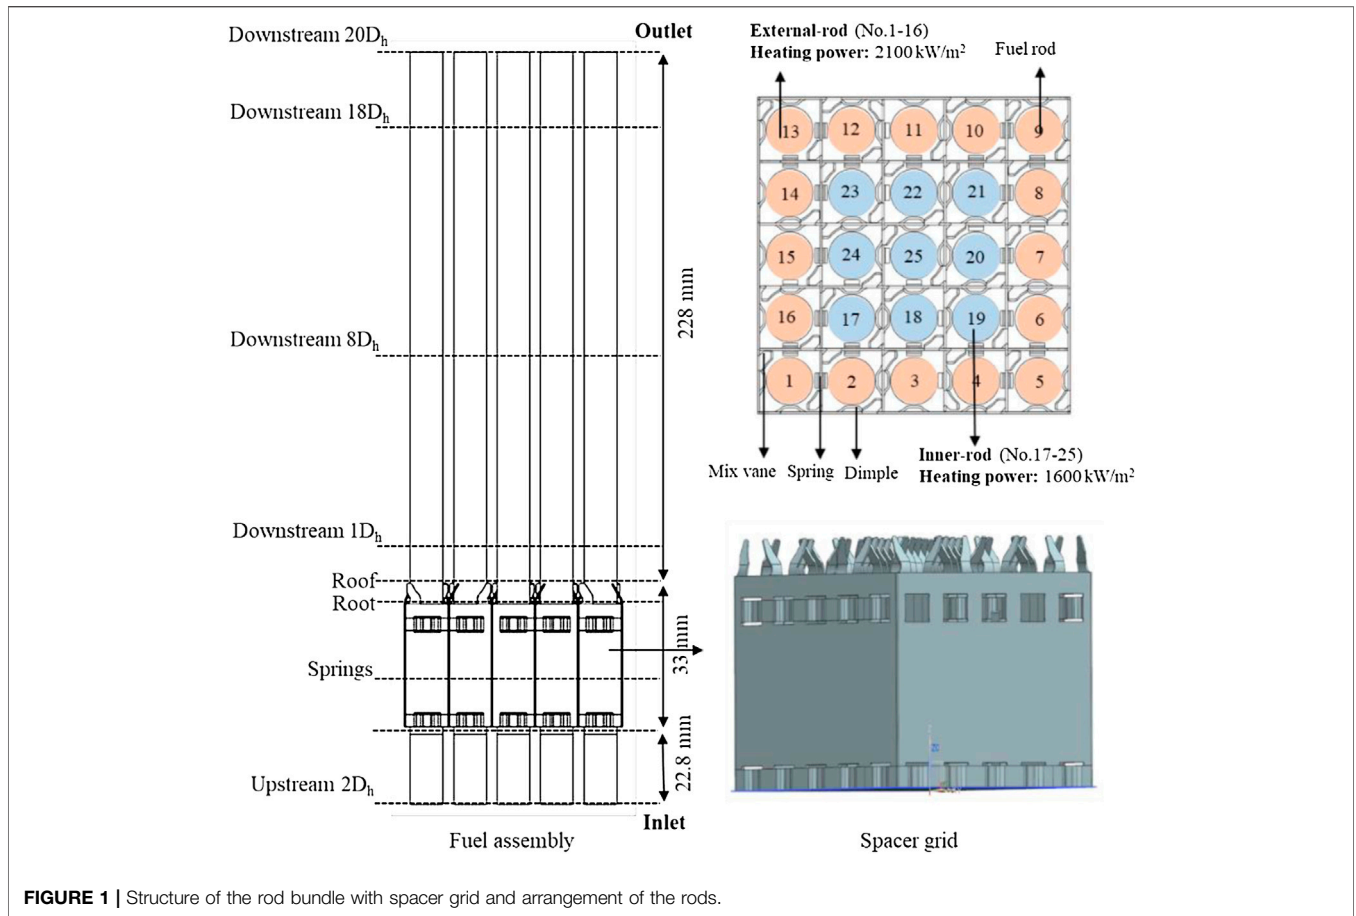 Downstream 20Dh
Downstream 18Dh
Downstream 8Dh
Downstream 1Dh
Roof
Root
Springs
Upstream 2Dh
Outlet
228 mm
33 mm
22.8 mm
Inlet
Fuel assembly
External-rod (No.1-16)
Heating power: 2100 kW/m²
Fuel rod
13 12 11 10 9
14 23 22 21 8
15 24 25 20 7
16 17 18 19 6
1 2 3 4 5
Mix vane Spring Dimple
Inner-rod (No.17-25)
Heating power: 1600 kW/m²
Spacer grid
FIGURE 1 | Structure of the rod bundle with spacer grid and arrangement of the rods.